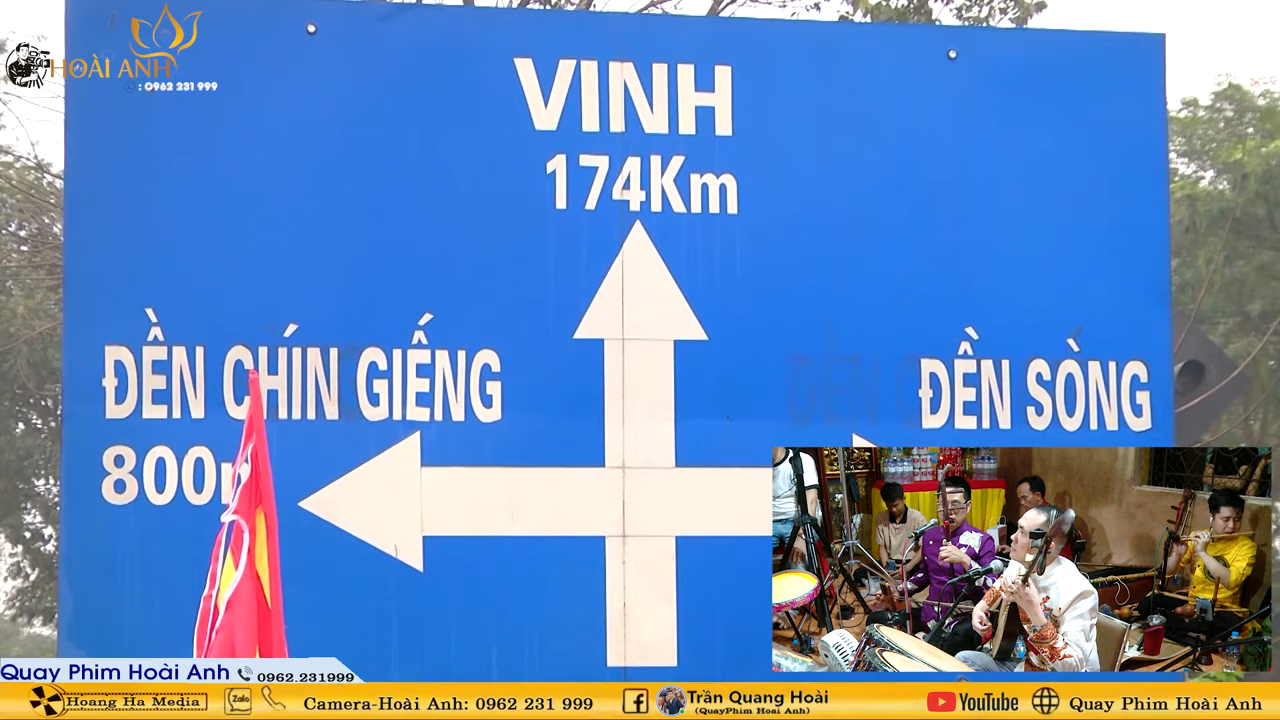 HOÀI ANH
: 0962 231 999
VINH
174Km
ĐỀN CHÍN GIẾNG
800
ĐỀN SÒNG
Quay Phim Hoài Anh
0962.231999
Hoang Ha Media
Zalo
Camera-Hoài Anh: 0962 231 999
Trần Quang Hoài
(QuayPhim Hoai Anh)
YouTube
Quay Phim Hoài Anh